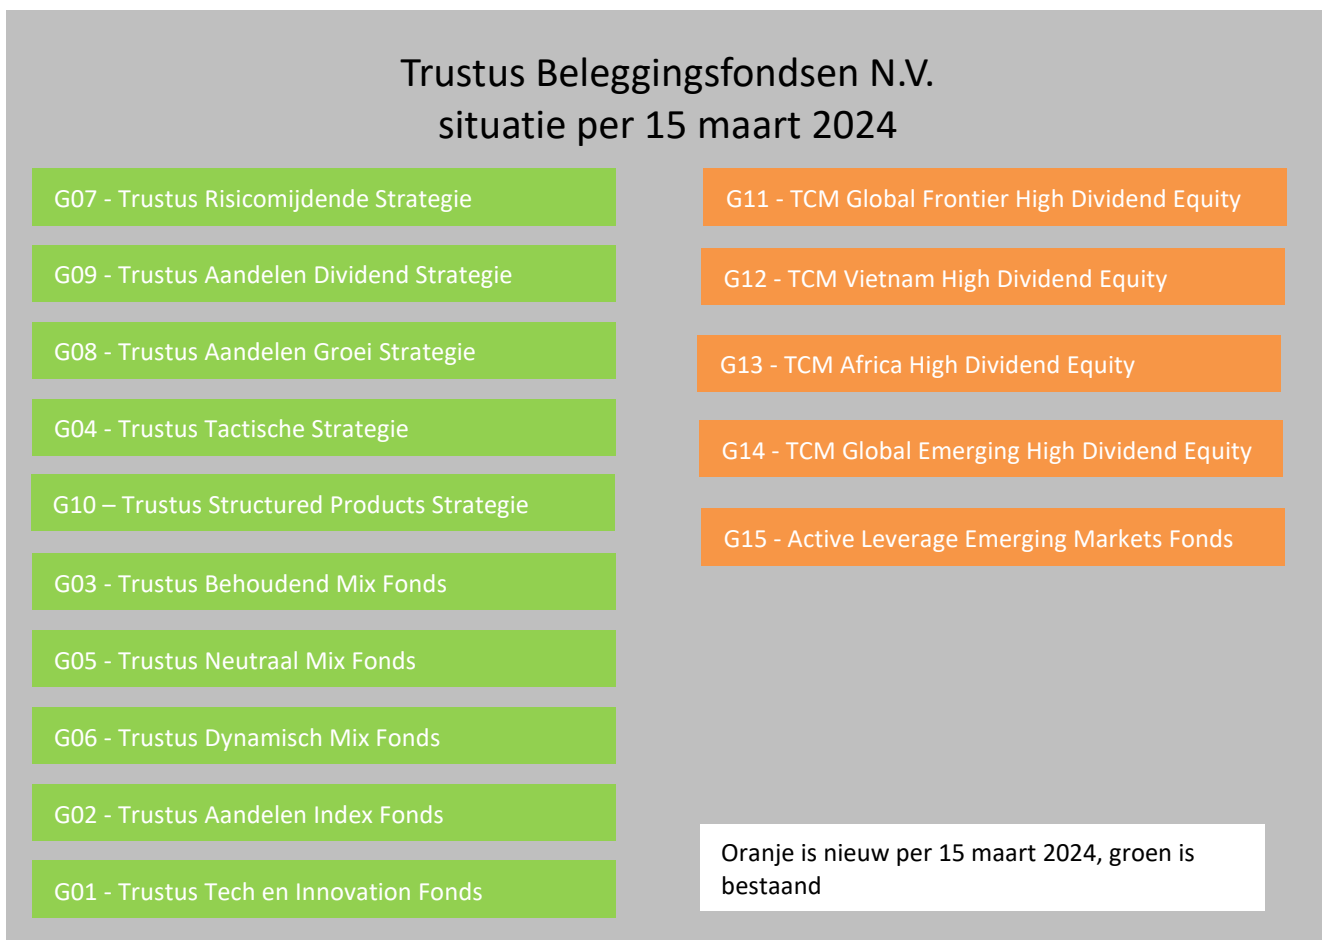 Trustus Beleggingsfondsen N.V.
situatie per 15 maart 2024
G07 - Trustus Risicomijdende Strategie
G09 - Trustus Aandelen Dividend Strategie
G08 - Trustus Aandelen Groei Strategie
G04 - Trustus Tactische Strategie
G10 – Trustus Structured Products Strategie
G03 - Trustus Behoudend Mix Fonds
G05 - Trustus Neutraal Mix Fonds
G06 - Trustus Dynamisch Mix Fonds
G02 - Trustus Aandelen Index Fonds
G01 - Trustus Tech en Innovation Fonds
G11 - TCM Global Frontier High Dividend Equity
G12 - TCM Vietnam High Dividend Equity
G13 - TCM Africa High Dividend Equity
G14 - TCM Global Emerging High Dividend Equity
G15 - Active Leverage Emerging Markets Fonds
Oranje is nieuw per 15 maart 2024, groen is
bestaand